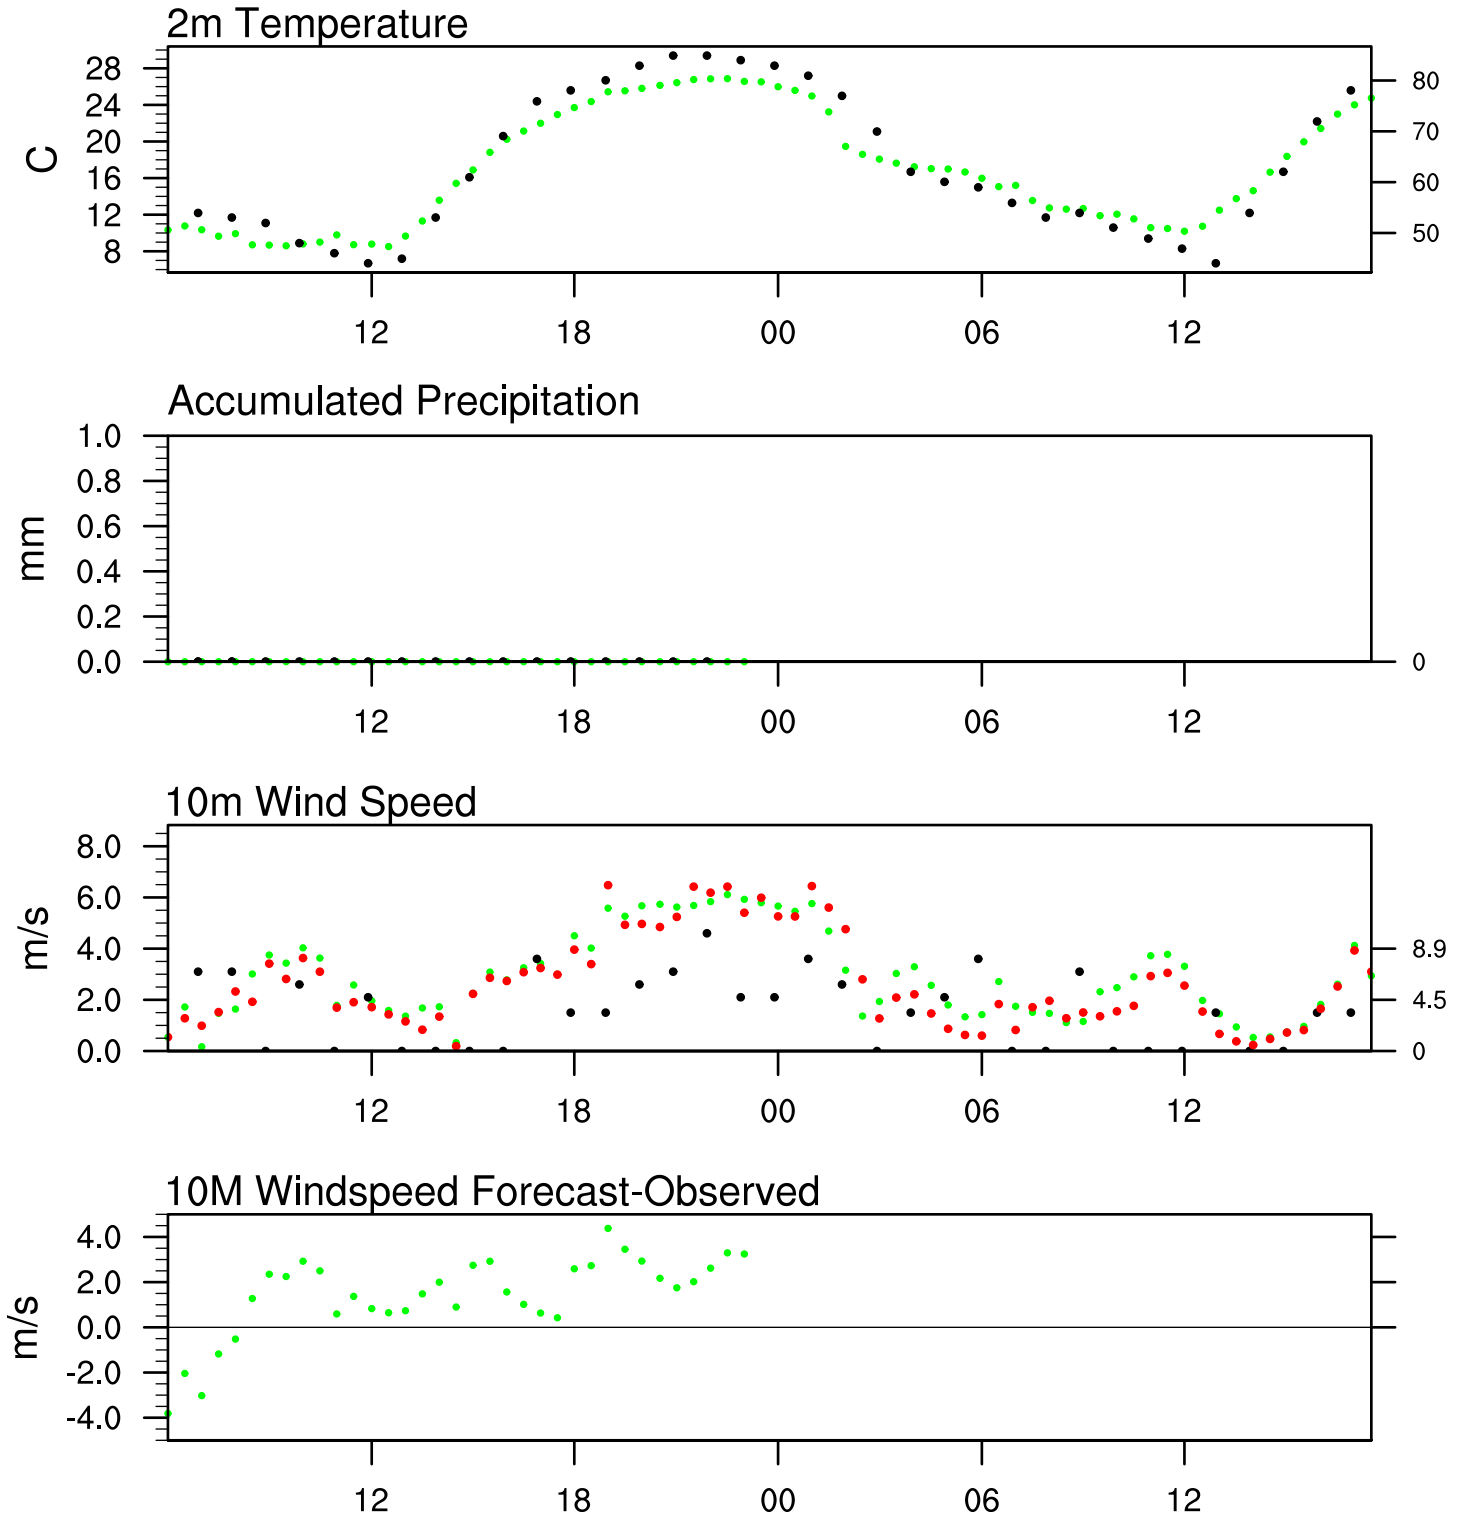 2m Temperature
28
24
20
16
12
8
C
80
70
60
50
12 18 00 06 12
Accumulated Precipitation
1.0
0.8
0.6
0.4
0.2
0.0
mm
0
12 18 00 06 12
10m Wind Speed
8.0
6.0
4.0
2.0
0.0
m/s
8.9
4.5
0
12 18 00 06 12
10M Windspeed Forecast-Observed
4.0
2.0
0.0
-2.0
-4.0
m/s
12 18 00 06 12